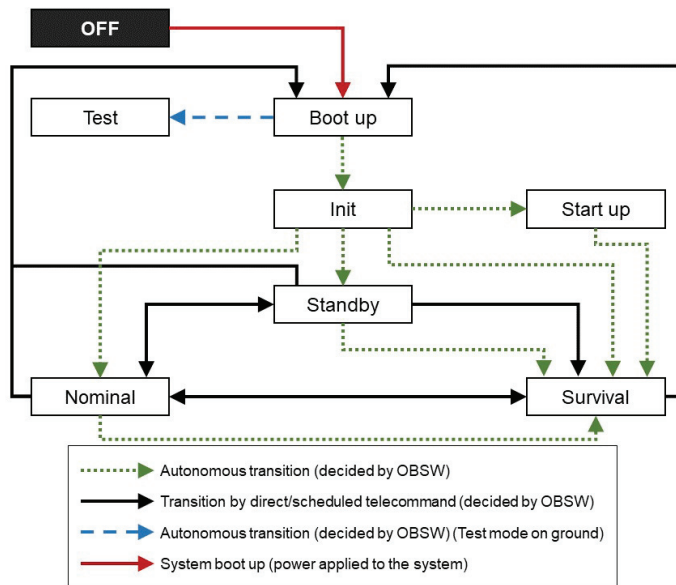 OFF
Test
Boot up
Init
Start up
Standby
Nominal
Survival
Autonomous transition (decided by OBSW)
Transition by direct/scheduled telecommand (decided by OBSW)
Autonomous transition (decided by OBSW) (Test mode on ground)
System boot up (power applied to the system)